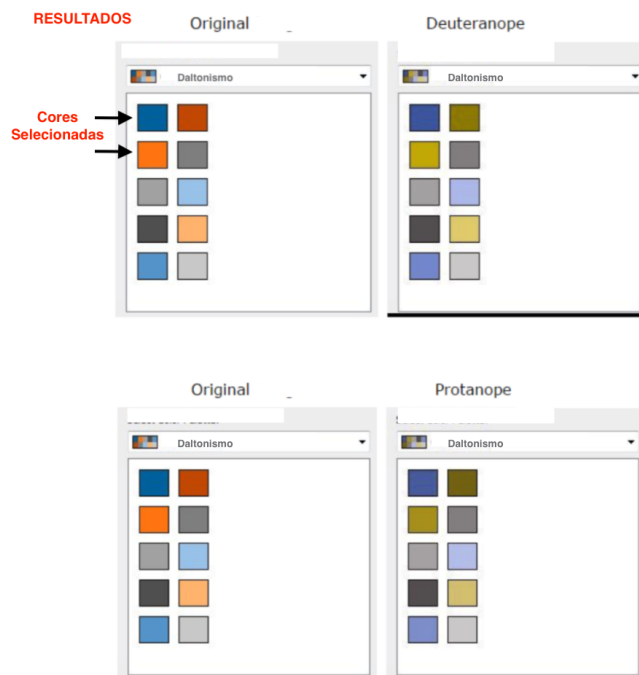 RESULTADOS
Original
Deuteranope
Daltonismo
Daltonismo
Cores
Selecionadas
Original
Protanope
Daltonismo
Daltonismo